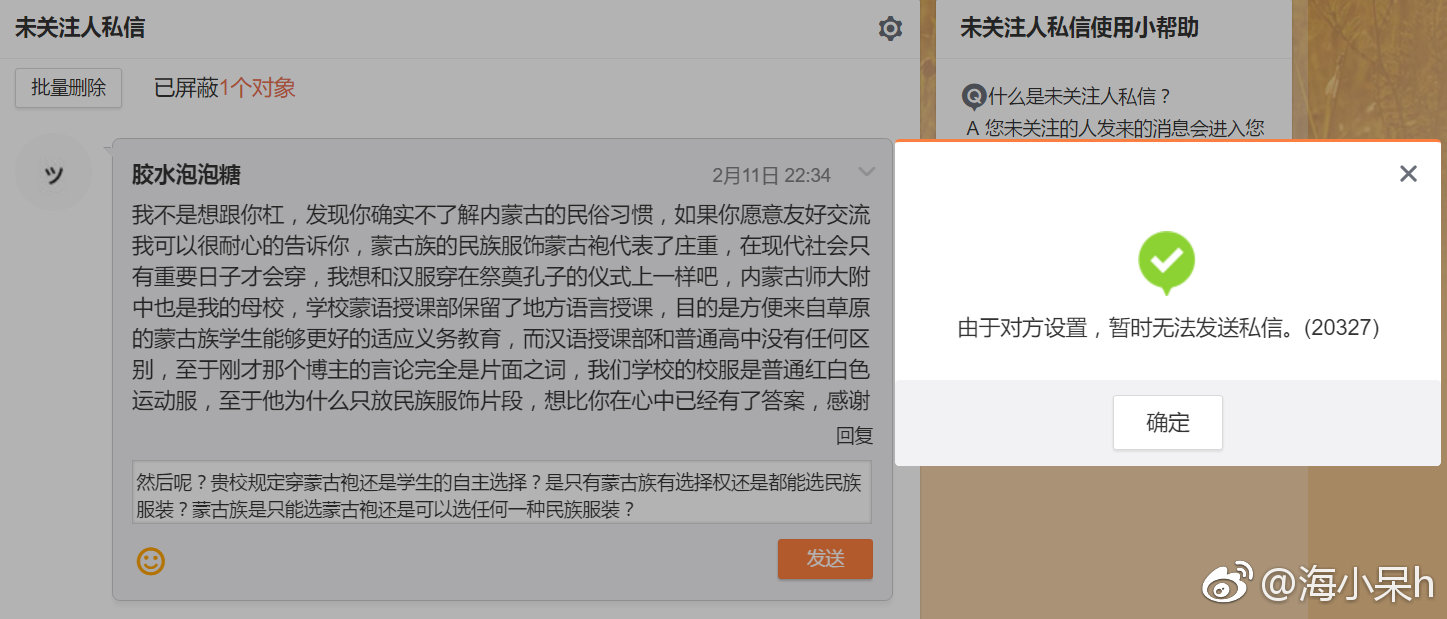 未关注人私信
批量删除
已屏蔽1个对象
ツ
胶水泡泡糖
2月11日 22:34
我不是想跟你杠，发现你确实不了解内蒙古的民俗习惯，如果你愿意友好交流
我可以很耐心的告诉你，蒙古族的民族服饰蒙古袍代表了庄重，在现代社会只
有重要日子才会穿，我想和汉服穿在祭奠孔子的仪式上一样吧，内蒙古师大附
中也是我的母校，学校蒙语授课部保留了地方语言授课，目的是方便来自草原
的蒙古族学生能够更好的适应义务教育，而汉语授课部和普通高中没有任何区
别，至于刚才那个博主的言论完全是片面之词，我们学校的校服是普通红白色
运动服，至于他为什么只放民族服饰片段，想比你在心中已经有了答案，感谢
回复
然后呢？贵校规定穿蒙古袍还是学生的自主选择？是只有蒙古族有选择权还是都能选民族
服装？蒙古族是只能选蒙古袍还是可以选任何一种民族服装？
发送
未关注人私信使用小帮助
Q什么是未关注人私信？
A 您未关注的人发来的消息会进入您
由于对方设置，暂时无法发送私信。(20327)
确定
@海小呆h